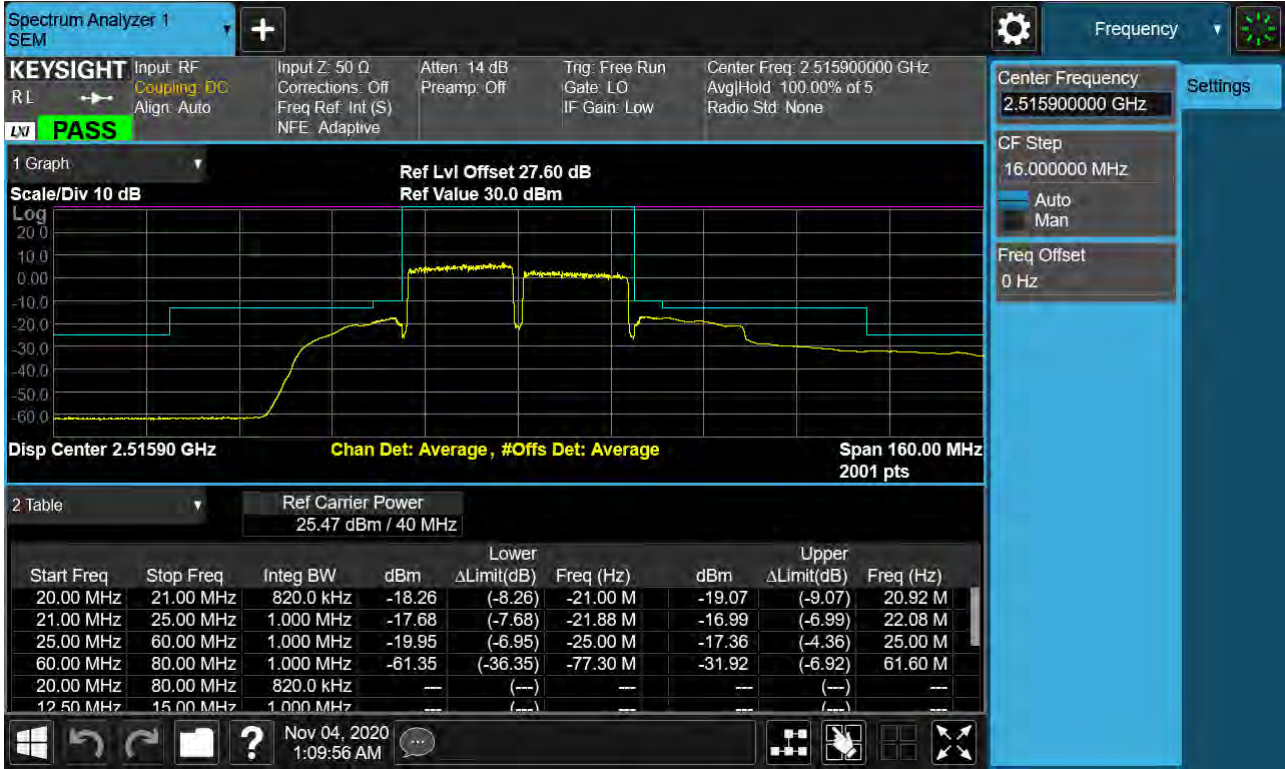 Spectrum Analyzer 1
SEM
+
Frequency
KEYSIGHT
RL
LXI
PASS
Input: RF
Coupling: DC
Align: Auto
Input Z: 50 Ω
Corrections: Off
Freq Ref: Int (S)
NFE: Adaptive
Atten: 14 dB
Preamp: Off
Trig: Free Run
Gate: LO
IF Gain: Low
Center Freq: 2.515900000 GHz
Avg|Hold: 100.00% of 5
Radio Std: None
Center Frequency
2.515900000 GHz
Settings
CF Step
16.000000 MHz
Auto
Man
Freq Offset
0 Hz
1 Graph
Ref Lvl Offset 27.60 dB
Scale/Div 10 dB
Ref Value 30.0 dBm
Log
20.0
10.0
0.00
-10.0
-20.0
-30.0
-40.0
-50.0
-60.0
Disp Center 2.51590 GHz
Chan Det: Average, #Offs Det: Average
Span 160.00 MHz
2001 pts
2 Table
Ref Carrier Power
25.47 dBm / 40 MHz
Lower Upper
Start Freq Stop Freq Integ BW dBm ΔLimit(dB) Freq (Hz) dBm ΔLimit(dB) Freq (Hz)
20.00 MHz 21.00 MHz 820.0 kHz -18.26 (-8.26) -21.00 M -19.07 (-9.07) 20.92 M
21.00 MHz 25.00 MHz 1.000 MHz -17.68 (-7.68) -21.88 M -16.99 (-6.99) 22.08 M
25.00 MHz 60.00 MHz 1.000 MHz -19.95 (-6.95) -25.00 M -17.36 (-4.36) 25.00 M
60.00 MHz 80.00 MHz 1.000 MHz -61.35 (-36.35) -77.30 M -31.92 (-6.92) 61.60 M
20.00 MHz 80.00 MHz 820.0 kHz --- (---) --- --- (---) ---
12.50 MHz 15.00 MHz 1.000 MHz --- (---) --- --- (---) ---
?
Nov 04, 2020
1:09:56 AM